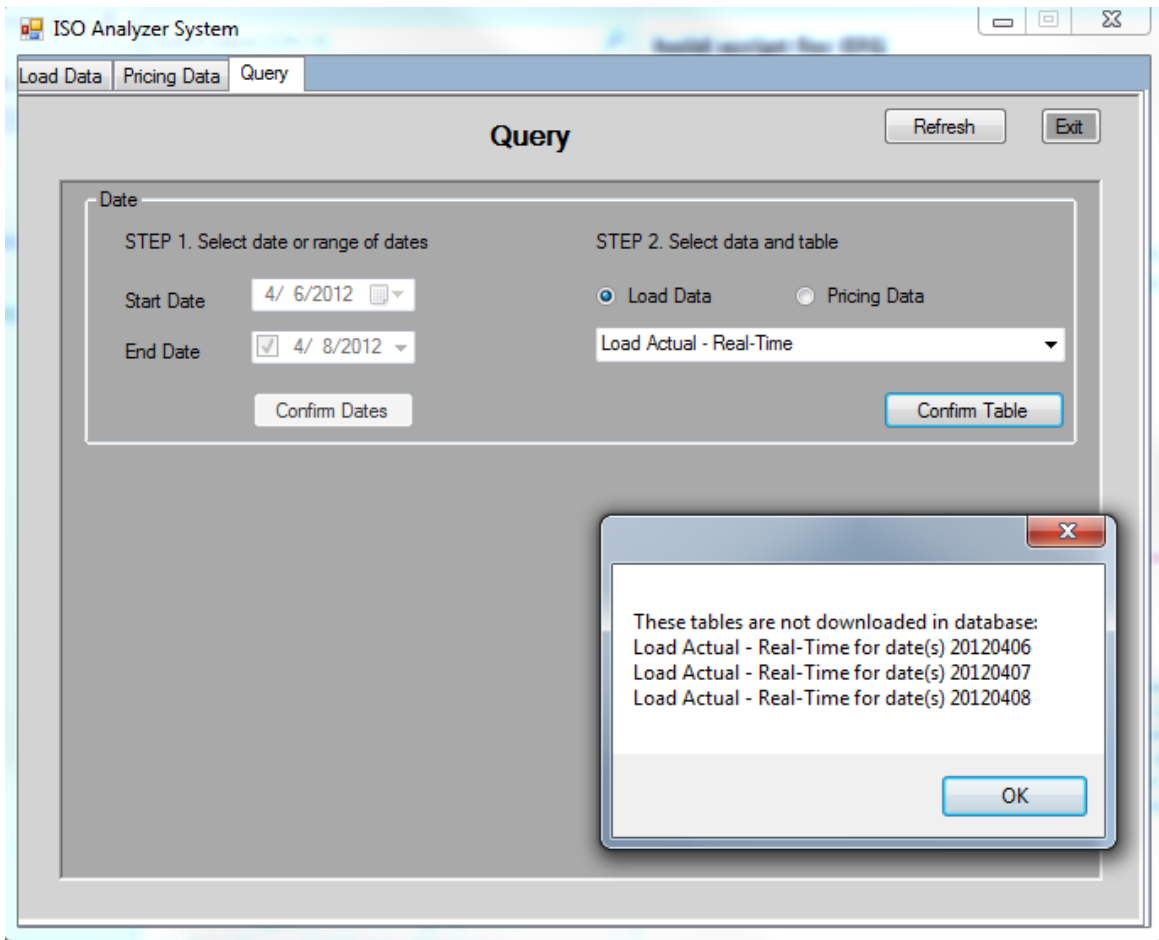 ISO Analyzer System
Load Data Pricing Data Query
Query
Refresh
Exit
Date
STEP 1. Select date or range of dates
STEP 2. Select data and table
Start Date 4/ 6/2012
Load Data Pricing Data
End Date 4/ 8/2012
Load Actual - Real-Time
Confirm Dates
Confirm Table
These tables are not downloaded in database:
Load Actual - Real-Time for date(s) 20120406
Load Actual - Real-Time for date(s) 20120407
Load Actual - Real-Time for date(s) 20120408
OK